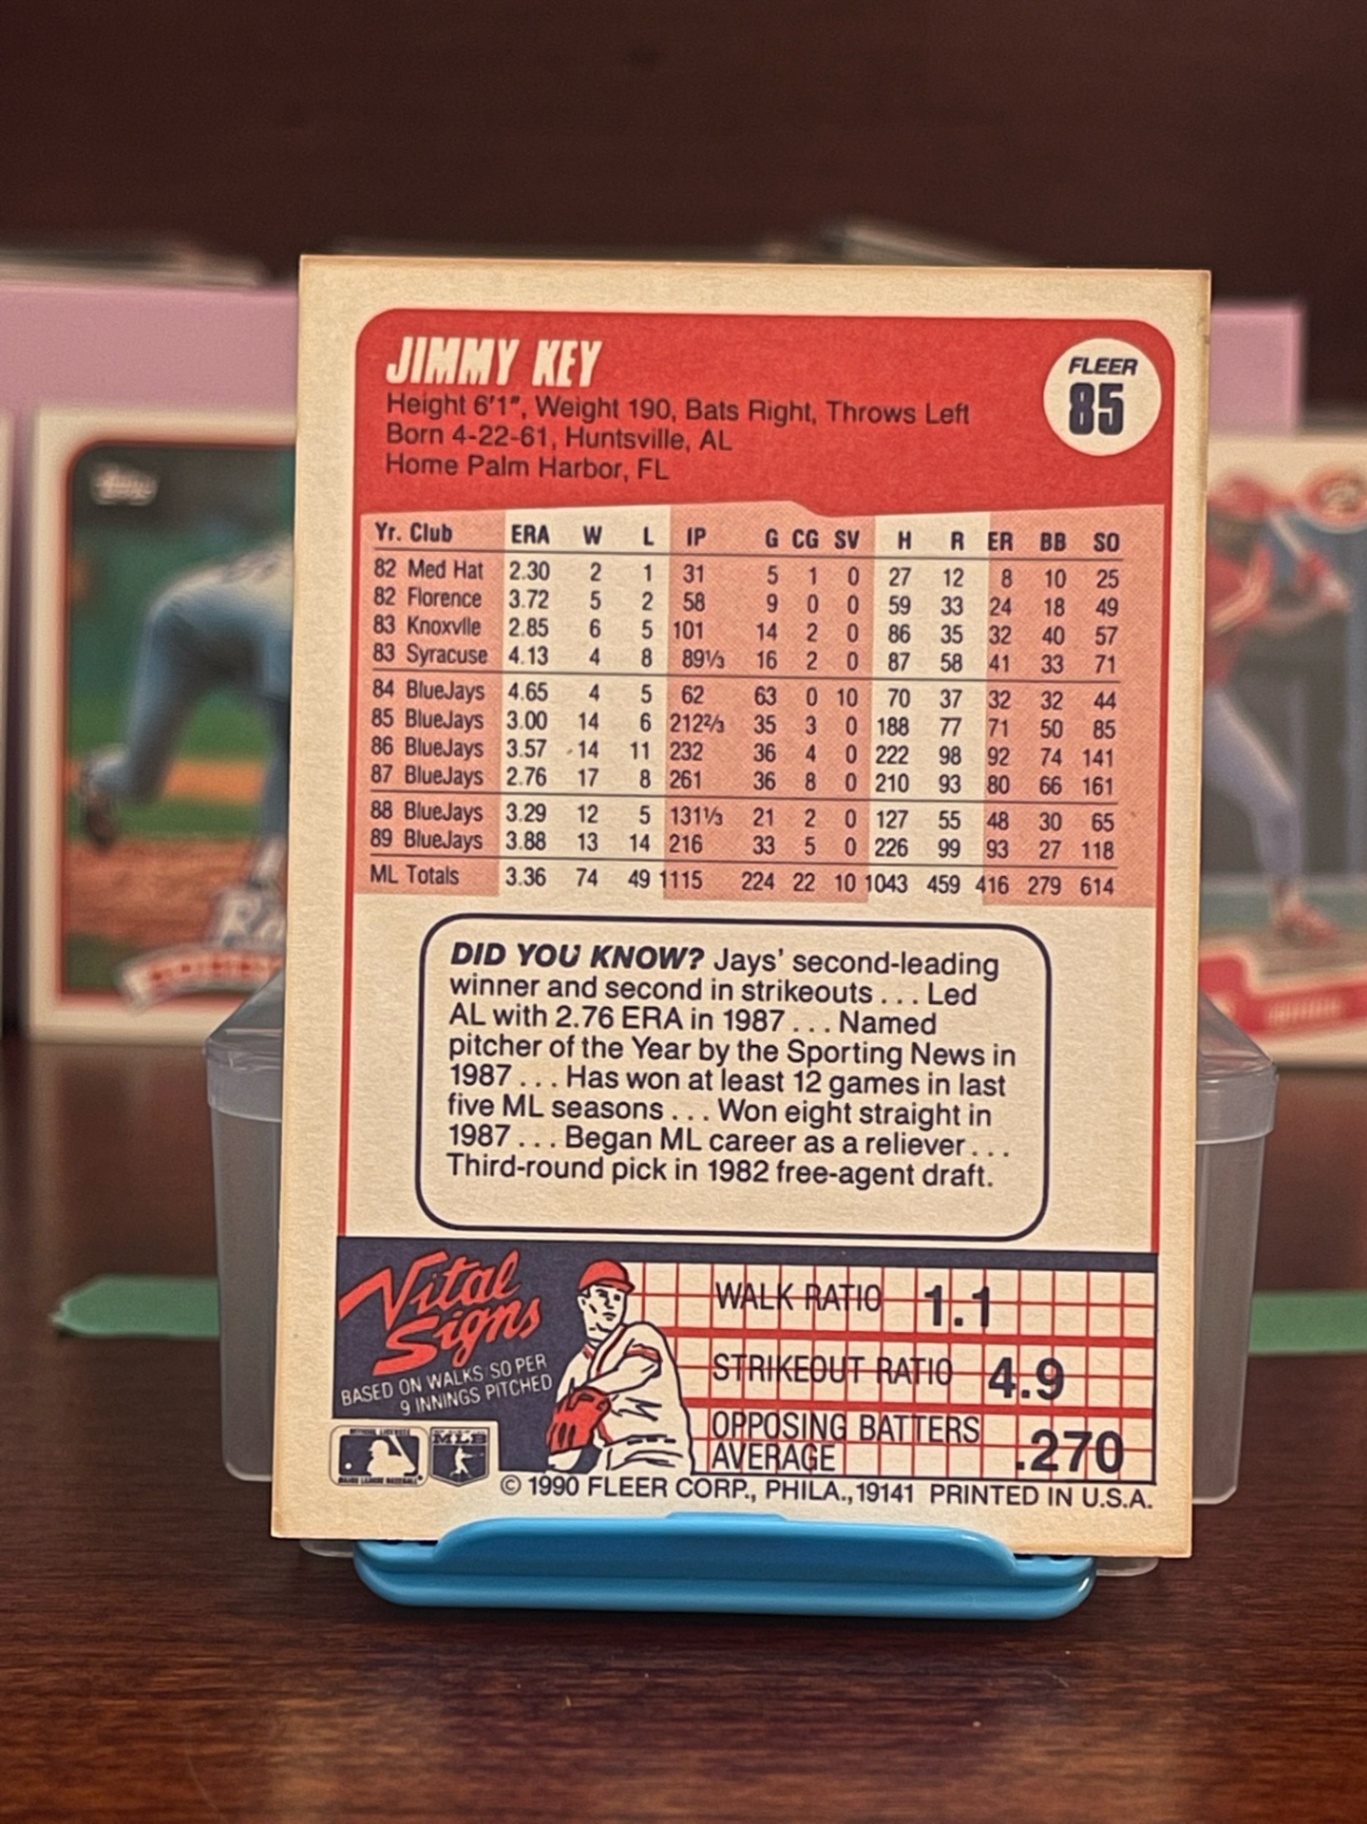 JIMMY KEY
FLEER
85
Height 6'1", Weight 190, Bats Right, Throws Left
Born 4-22-61, Huntsville, AL
Home Palm Harbor, FL
Yr. Club ERA W L IP G CG SV H R ER BB SO
82 Med Hat 2.30 2 1 31 5 1 0 27 12 8 10 25
82 Florence 3.72 5 2 58 9 0 0 59 33 24 18 49
83 Knoxvlle 2.85 6 5 101 14 2 0 86 35 32 40 57
83 Syracuse 4.13 4 8 89⅓ 16 2 0 87 58 41 33 71
84 BlueJays 4.65 4 5 62 63 0 10 70 37 32 32 44
85 BlueJays 3.00 14 6 212⅔ 35 3 0 188 77 71 50 85
86 BlueJays 3.57 14 11 232 36 4 0 222 98 92 74 141
87 BlueJays 2.76 17 8 261 36 8 0 210 93 80 66 161
88 BlueJays 3.29 12 5 131⅓ 21 2 0 127 55 48 30 65
89 BlueJays 3.88 13 14 216 33 5 0 226 99 93 27 118
ML Totals 3.36 74 49 1115 224 22 10 1043 459 416 279 614
DID YOU KNOW? Jays' second-leading
winner and second in strikeouts . . . Led
AL with 2.76 ERA in 1987 . . . Named
pitcher of the Year by the Sporting News in
1987 . . . Has won at least 12 games in last
five ML seasons . . . Won eight straight in
1987 . . . Began ML career as a reliever . . .
Third-round pick in 1982 free-agent draft.
Vital
Signs
BASED ON WALKS/SO PER
9 INNINGS PITCHED
WALK RATIO 1.1
STRIKEOUT RATIO 4.9
OPPOSING BATTERS
AVERAGE .270
MLB
© 1990 FLEER CORP., PHILA., 19141 PRINTED IN U.S.A.
Topps